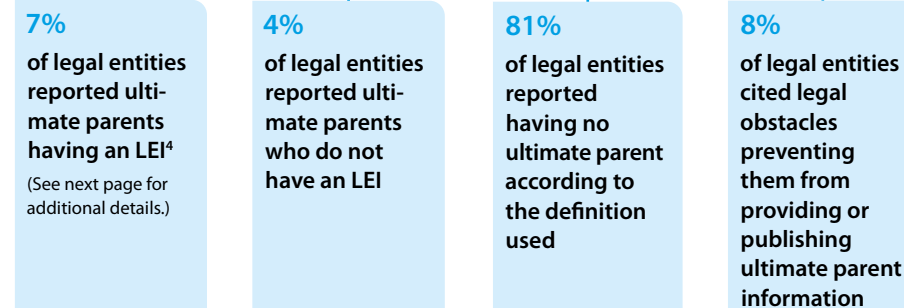 7%
of legal entities
reported ulti-
mate parents
having an LEI⁴
(See next page for
additional details.)
4%
of legal entities
reported ulti-
mate parents
who do not
have an LEI
81%
of legal entities
reported
having no
ultimate parent
according to
the definition
used
8%
of legal entities
cited legal
obstacles
preventing
them from
providing or
publishing
ultimate parent
information